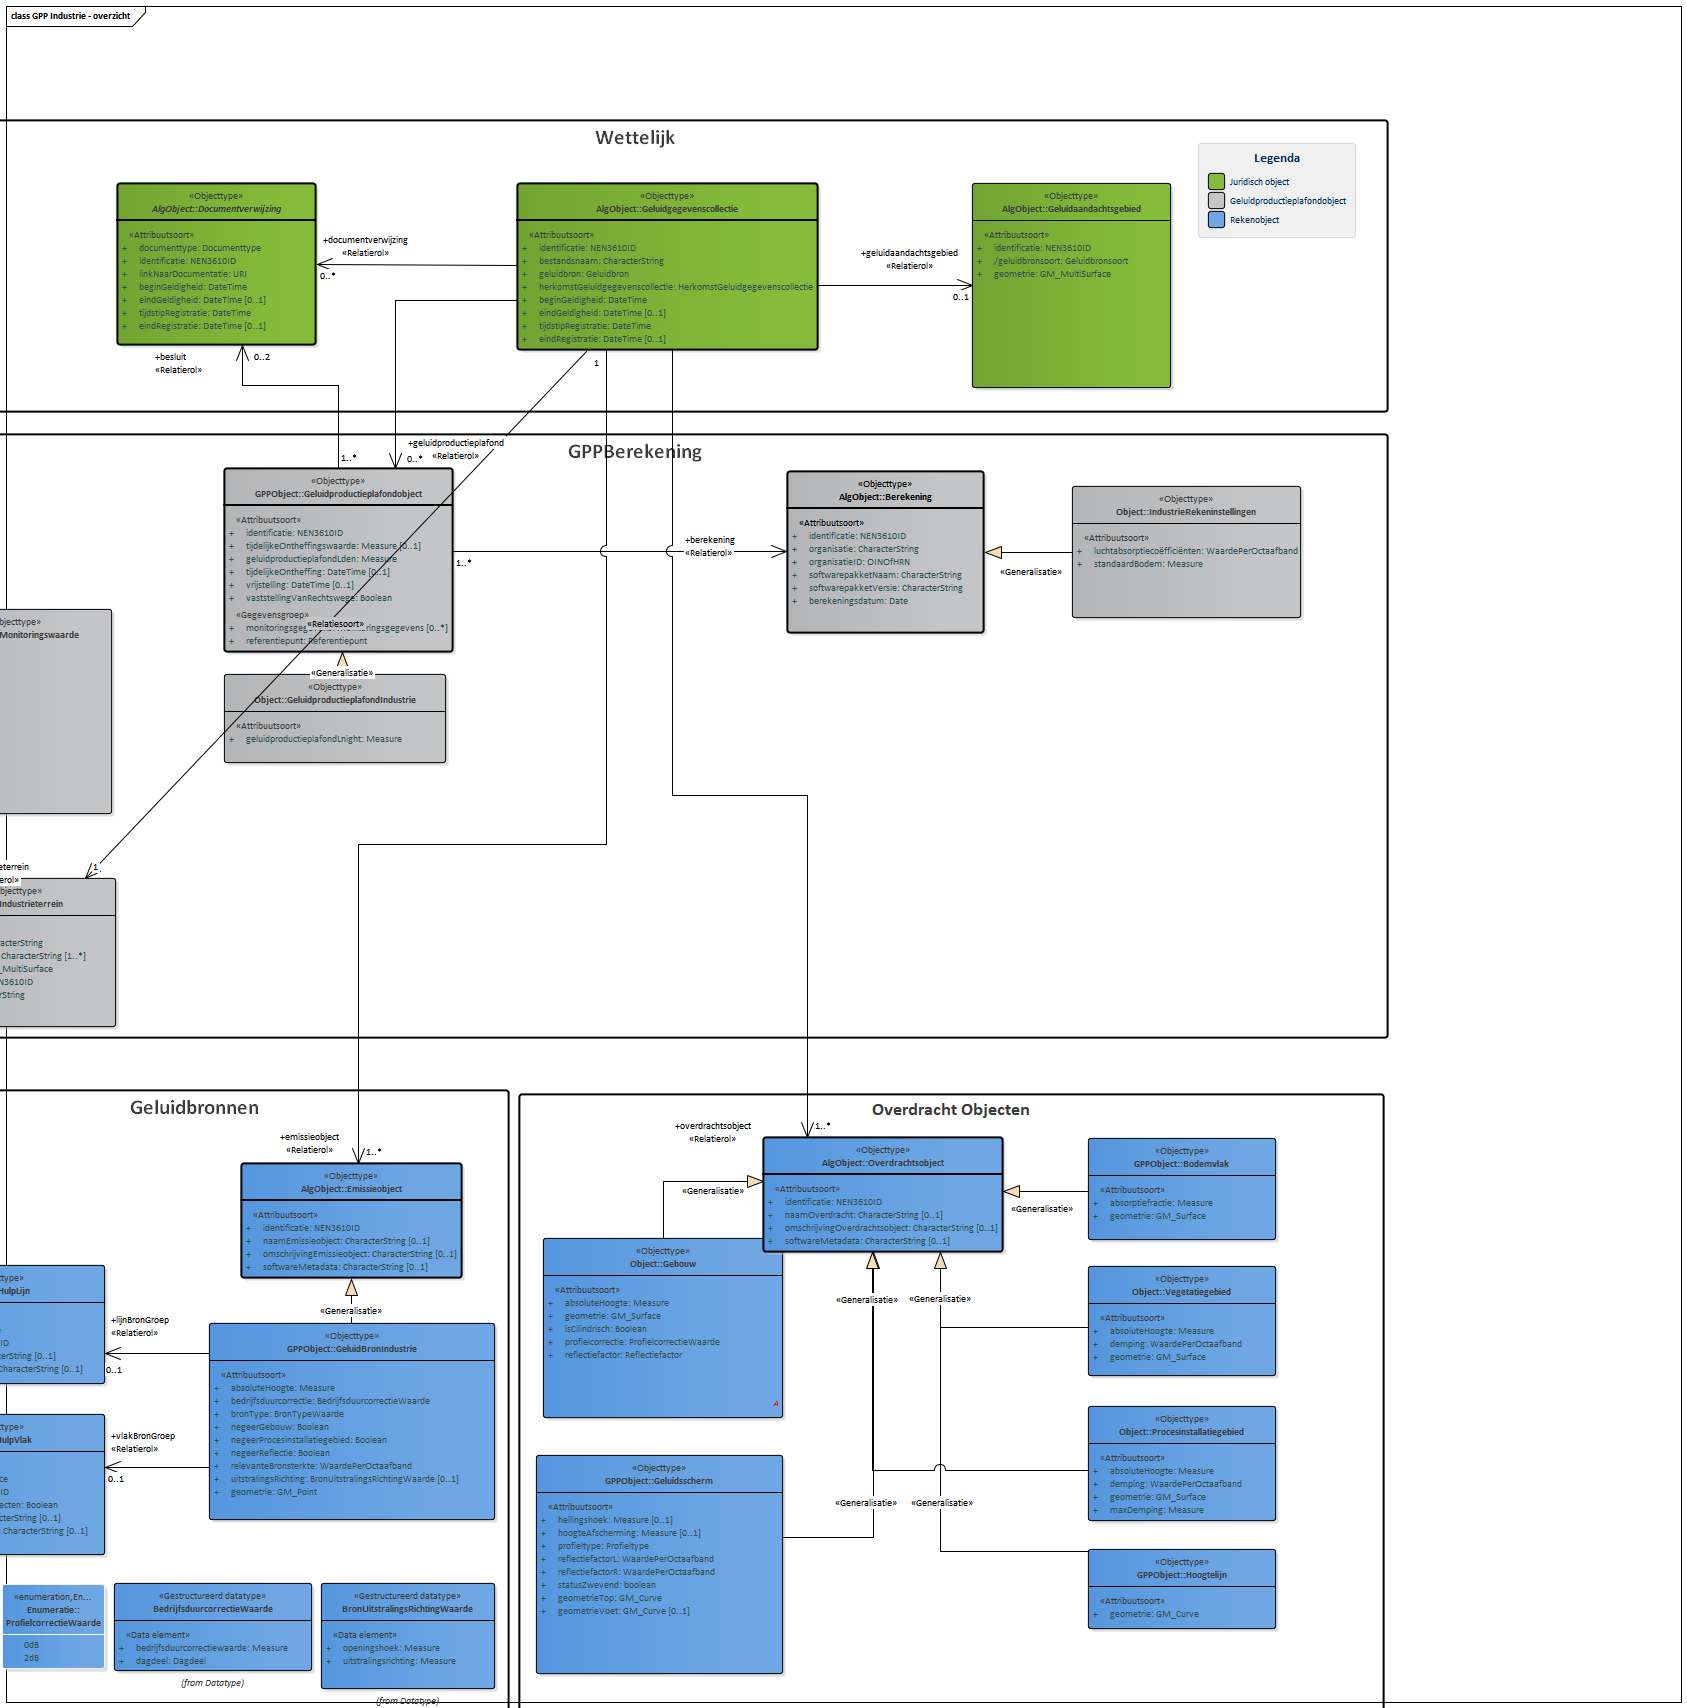 class GPP Industrie - overzicht
Wettelijk
Legenda
Juridisch object
Geluidproductieplafondobject
Rekenobject
«Objecttype»
AlgObject::Documentverwijzing
«Attribuutsoort»
+ documenttype: Documenttype
+ identificatie: NEN3610ID
+ linkNaarDocumentatie: URI
+ beginGeldigheid: DateTime
+ eindGeldigheid: DateTime [0..1]
+ tijdstipRegistratie: DateTime
+ eindRegistratie: DateTime [0..1]
+documentverwijzing
«Relatierol»
0..*
«Objecttype»
AlgObject::Geluidgegevenscollectie
«Attribuutsoort»
+ identificatie: NEN3610ID
+ bestandsnaam: CharacterString
+ geluidbron: Geluidbron
+ herkomstGeluidgegevenscollectie: HerkomstGeluidgegevenscollectie
+ beginGeldigheid: DateTime
+ eindGeldigheid: DateTime [0..1]
+ tijdstipRegistratie: DateTime
+ eindRegistratie: DateTime [0..1]
+geluidaandachtsgebied
«Relatierol»
0..1
«Objecttype»
AlgObject::Geluidaandachtsgebied
«Attribuutsoort»
+ identificatie: NEN3610ID
+ /geluidbronsoort: Geluidbronsoort
+ geometrie: GM_MultiSurface
+besluit
«Relatierol»
0..2
1
GPPBerekening
+geluidproductieplafond
«Relatierol»
0..*
1..*
«Objecttype»
GPPObject::Geluidproductieplafondobject
«Attribuutsoort»
+ identificatie: NEN3610ID
+ tijdelijkeOntheffingswaarde: Measure [0..1]
+ geluidproductieplafondLden: Measure
+ tijdelijkeOntheffing: DateTime [0..1]
+ vrijstelling: DateTime [0..1]
+ vaststellingVanRechtswege: Boolean
«Gegevensgroep»
«Relatiesoort»
+ [0..*]
+ referentiepunt: Referentiepunt
«Generalisatie»
«Objecttype»
Object::GeluidproductieplafondIndustrie
«Attribuutsoort»
+ geluidproductieplafondLnight: Measure
1..*
+berekening
«Relatierol»
«Objecttype»
AlgObject::Berekening
«Attribuutsoort»
+ identificatie: NEN3610ID
+ organisatie: CharacterString
+ organisatieID: OINOfHRN
+ softwarepakketNaam: CharacterString
+ softwarepakketVersie: CharacterString
+ berekeningsdatum: Date
«Generalisatie»
«Objecttype»
Object::IndustrieRekeninstellingen
«Attribuutsoort»
+ luchtabsorptiecoëfficiënten: WaardePerOctaafband
+ standaardBodem: Measure
bjecttype»
Monitoringswaarde
eterrein
erol»
1
bjecttype»
Industrieterrein
acterString
CharacterString [1..*]
_MultiSurface
N3610ID
rString
Geluidbronnen
+emissieobject
«Relatierol»
1..*
«Objecttype»
AlgObject::Emissieobject
«Attribuutsoort»
+ identificatie: NEN3610ID
+ naamEmissieobject: CharacterString [0..1]
+ omschrijvingEmissieobject: CharacterString [0..1]
+ softwareMetadata: CharacterString [0..1]
«Generalisatie»
«Objecttype»
GPPObject::GeluidBronIndustrie
«Attribuutsoort»
+ absoluteHoogte: Measure
+ bedrijfsduurcorrectie: BedrijfsduurcorrectieWaarde
+ bronType: BronTypeWaarde
+ negeerGebouw: Boolean
+ negeerProcesinstallatiegebied: Boolean
+ negeerReflectie: Boolean
+ relevanteBronsterkte: WaardePerOctaafband
+ uitstralingsRichting: BronUitstralingsRichtingWaarde [0..1]
+ geometrie: GM_Point
+lijnBronGroep
«Relatierol»
0..1
+vlakBronGroep
«Relatierol»
0..1
type»
HulpLijn
ID
terString [0..1]
CharacterString [0..1]
type»
HulpVlak
ce
ID
ecten: Boolean
cterString [0..1]
CharacterString [0..1]
«enumeration,En...
Enumeratie::
ProfielcorrectieWaarde
0dB
2dB
«Gestructureerd datatype»
BedrijfsduurcorrectieWaarde
«Data element»
+ bedrijfsduurcorrectiewaarde: Measure
+ dagdeel: Dagdeel
(from Datatype)
«Gestructureerd datatype»
BronUitstralingsRichtingWaarde
«Data element»
+ openingshoek: Measure
+ uitstralingsrichting: Measure
(from Datatype)
Overdracht Objecten
+overdrachtsobject
«Relatierol»
1..*
«Objecttype»
AlgObject::Overdrachtsobject
«Attribuutsoort»
+ identificatie: NEN3610ID
+ naamOverdracht: CharacterString [0..1]
+ omschrijvingOverdrachtsobject: CharacterString [0..1]
+ softwareMetadata: CharacterString [0..1]
«Generalisatie»
«Generalisatie»
«Generalisatie»
«Generalisatie»
«Generalisatie»
«Generalisatie»
«Objecttype»
Object::Gebouw
«Attribuutsoort»
+ absoluteHoogte: Measure
+ geometrie: GM_Surface
+ isCilindrisch: Boolean
+ profielcorrectie: ProfielcorrectieWaarde
+ reflectiefactor: Reflectiefactor
A
«Objecttype»
GPPObject::Geluidsscherm
«Attribuutsoort»
+ hellingshoek: Measure [0..1]
+ hoogteAfscherming: Measure [0..1]
+ profieltype: Profieltype
+ reflectiefactorL: WaardePerOctaafband
+ reflectiefactorR: WaardePerOctaafband
+ statusZwevend: boolean
+ geometrieTop: GM_Curve
+ geometrieVoet: GM_Curve [0..1]
«Objecttype»
GPPObject::Bodemvlak
«Attribuutsoort»
+ absorptiefractie: Measure
+ geometrie: GM_Surface
«Objecttype»
Object::Vegetatiegebied
«Attribuutsoort»
+ absoluteHoogte: Measure
+ demping: WaardePerOctaafband
+ geometrie: GM_Surface
«Objecttype»
Object::Procesinstallatiegebied
«Attribuutsoort»
+ absoluteHoogte: Measure
+ demping: WaardePerOctaafband
+ geometrie: GM_Surface
+ maxDemping: Measure
«Objecttype»
GPPObject::Hoogtelijn
«Attribuutsoort»
+ geometrie: GM_Curve